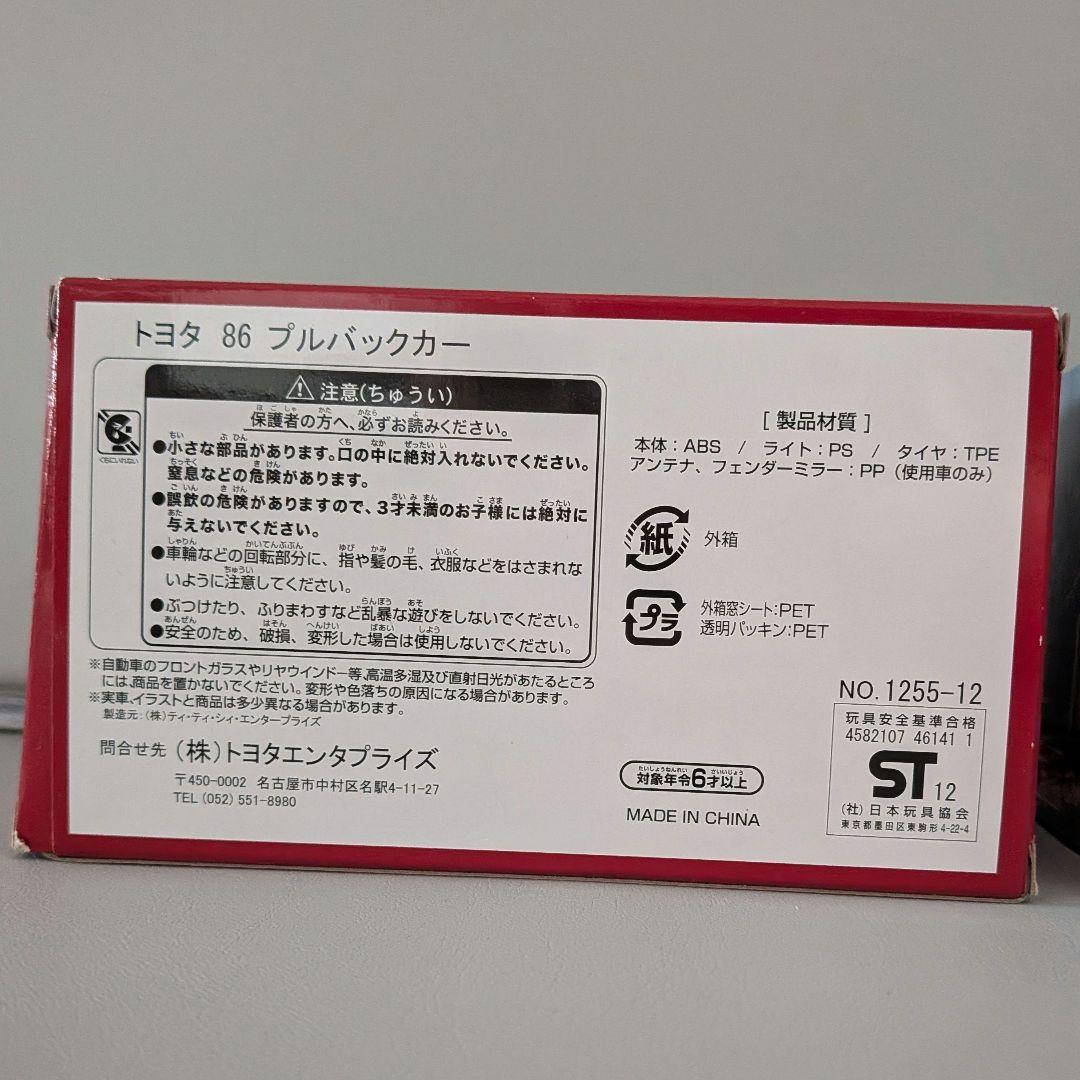 トヨタ 86 プルバックカー
くちにいれない
⚠ 注意(ちゅうい)
保護者の方へ、必ずお読みください。
●小さな部品があります。口の中に絶対入れないでください。
窒息などの危険があります。
●誤飲の危険がありますので、3才未満のお子様には絶対に
与えないでください。
●車輪などの回転部分に、指や髪の毛、衣服などをはさまれな
いように注意してください。
●ぶつけたり、ふりまわすなど乱暴な遊びをしないでください。
●安全のため、破損、変形した場合は使用しないでください。
※自動車のフロントガラスやリヤウインドー等、高温多湿及び直射日光があたるところ
には、商品を置かないでください。変形や色落ちの原因になる場合があります。
※実車、イラストと商品は多少異なる場合があります。
製造元:(株)ティ・ティ・シィ・エンタープライズ
問合せ先 (株)トヨタエンタプライズ
〒450-0002 名古屋市中村区名駅4-11-27
TEL (052) 551-8980
[ 製品材質 ]
本体:ABS / ライト:PS / タイヤ:TPE
アンテナ、フェンダーミラー:PP (使用車のみ)
紙 外箱
プラ 外箱窓シート:PET
透明パッキン:PET
NO.1255-12
玩具安全基準合格
4582107 46141 1
ST 12
(社)日本玩具協会
東京都墨田区東駒形4-22-4
対象年令6才以上
MADE IN CHINA